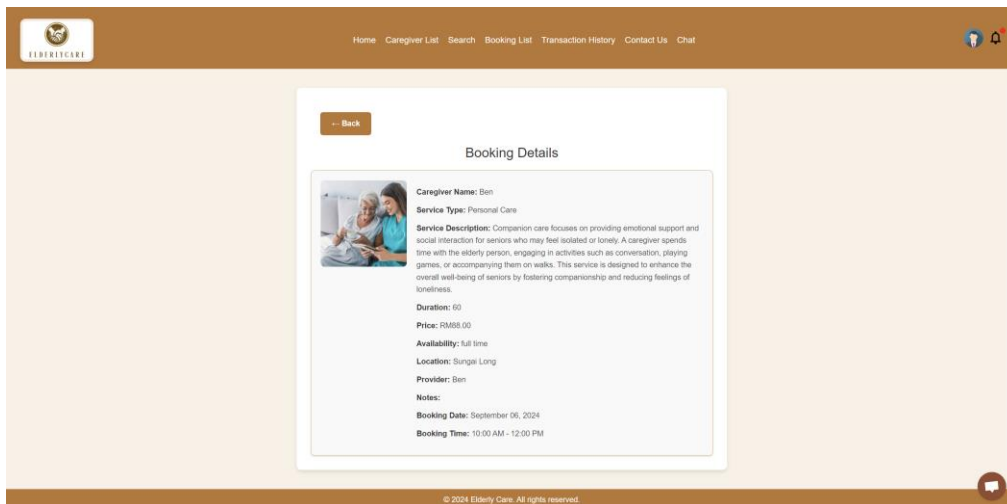 ELDERLYCARE
Home Caregiver List Search Booking List Transaction History Contact Us Chat
← Back
Booking Details
Caregiver Name: Ben
Service Type: Personal Care
Service Description: Companion care focuses on providing emotional support and
social interaction for seniors who may feel isolated or lonely. A caregiver spends
time with the elderly person, engaging in activities such as conversation, playing
games, or accompanying them on walks. This service is designed to enhance the
overall well-being of seniors by fostering companionship and reducing feelings of
loneliness.
Duration: 60
Price: RM88.00
Availability: full time
Location: Sungai Long
Provider: Ben
Notes:
Booking Date: September 06, 2024
Booking Time: 10:00 AM - 12:00 PM
© 2024 Elderly Care. All rights reserved.